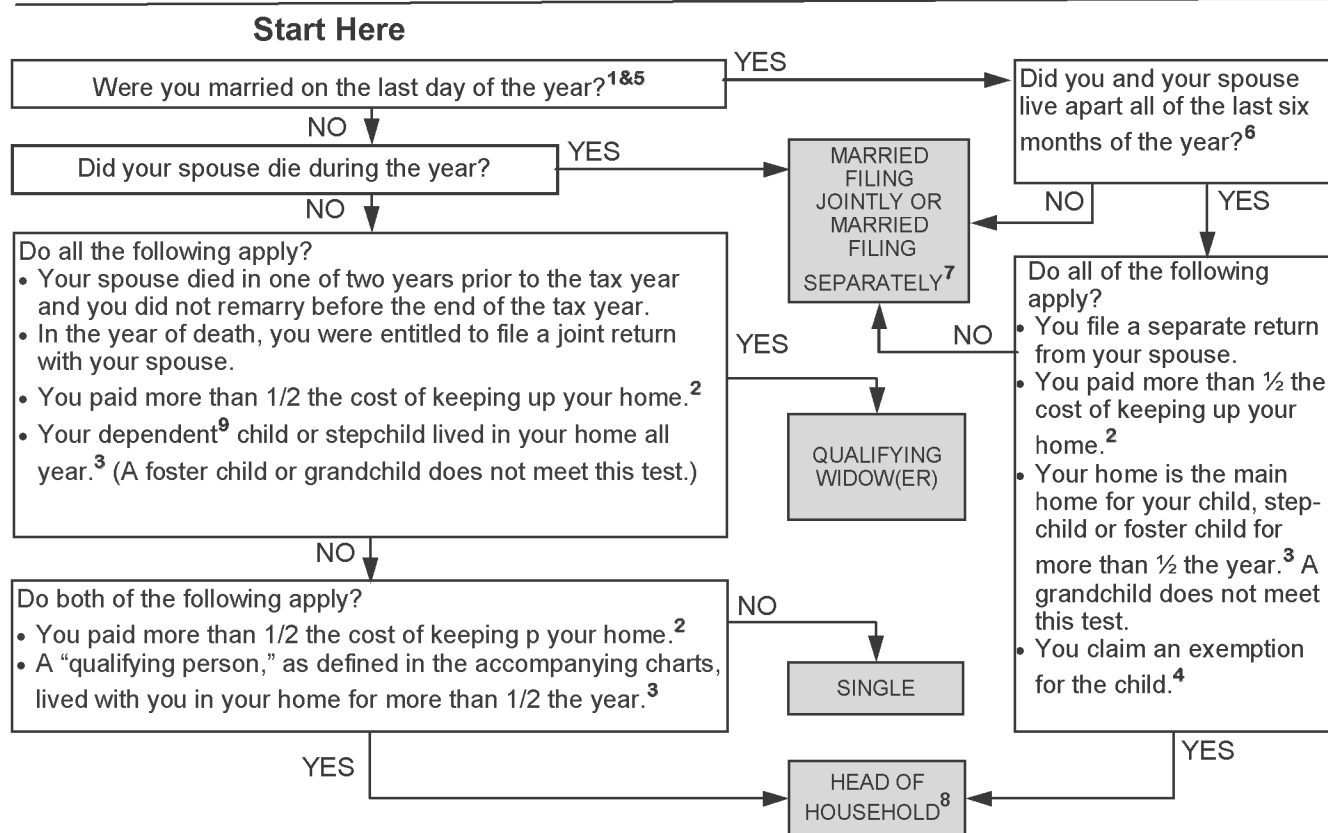 Start Here
Were you married on the last day of the year?1&5
YES
Did you and your spouse
live apart all of the last six
months of the year?6
NO
Did your spouse die during the year?
YES
MARRIED
FILING
JOINTLY OR
MARRIED
FILING
SEPARATELY7
NO
YES
NO
Do all the following apply?
• Your spouse died in one of two years prior to the tax year
and you did not remarry before the end of the tax year.
• In the year of death, you were entitled to file a joint return
with your spouse.
• You paid more than 1/2 the cost of keeping up your home.2
• Your dependent9 child or stepchild lived in your home all
year.3 (A foster child or grandchild does not meet this test.)
YES
QUALIFYING
WIDOW(ER)
NO
Do all of the following
apply?
• You file a separate return
from your spouse.
• You paid more than ½ the
cost of keeping up your
home.2
• Your home is the main
home for your child, step-
child or foster child for
more than ½ the year.3 A
grandchild does not meet
this test.
• You claim an exemption
for the child.4
NO
Do both of the following apply?
• You paid more than 1/2 the cost of keeping p your home.2
• A “qualifying person,” as defined in the accompanying charts,
lived with you in your home for more than 1/2 the year.3
NO
SINGLE
YES
YES
HEAD OF
HOUSEHOLD8